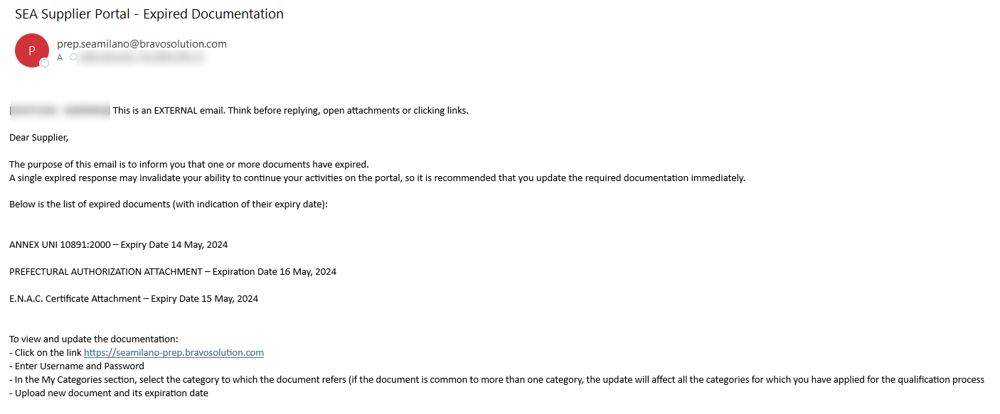 SEA Supplier Portal - Expired Documentation
P
prep.seamilano@bravosolution.com
A
This is an EXTERNAL email. Think before replying, open attachments or clicking links.
Dear Supplier,
The purpose of this email is to inform you that one or more documents have expired.
A single expired response may invalidate your ability to continue your activities on the portal, so it is recommended that you update the required documentation immediately.
Below is the list of expired documents (with indication of their expiry date):
ANNEX UNI 10891:2000 – Expiry Date 14 May, 2024
PREFECTURAL AUTHORIZATION ATTACHMENT – Expiration Date 16 May, 2024
E.N.A.C. Certificate Attachment – Expiry Date 15 May, 2024
To view and update the documentation:
- Click on the link https://seamilano-prep.bravosolution.com
- Enter Username and Password
- In the My Categories section, select the category to which the document refers (if the document is common to more than one category, the update will affect all the categories for which you have applied for the qualification process
- Upload new document and its expiration date